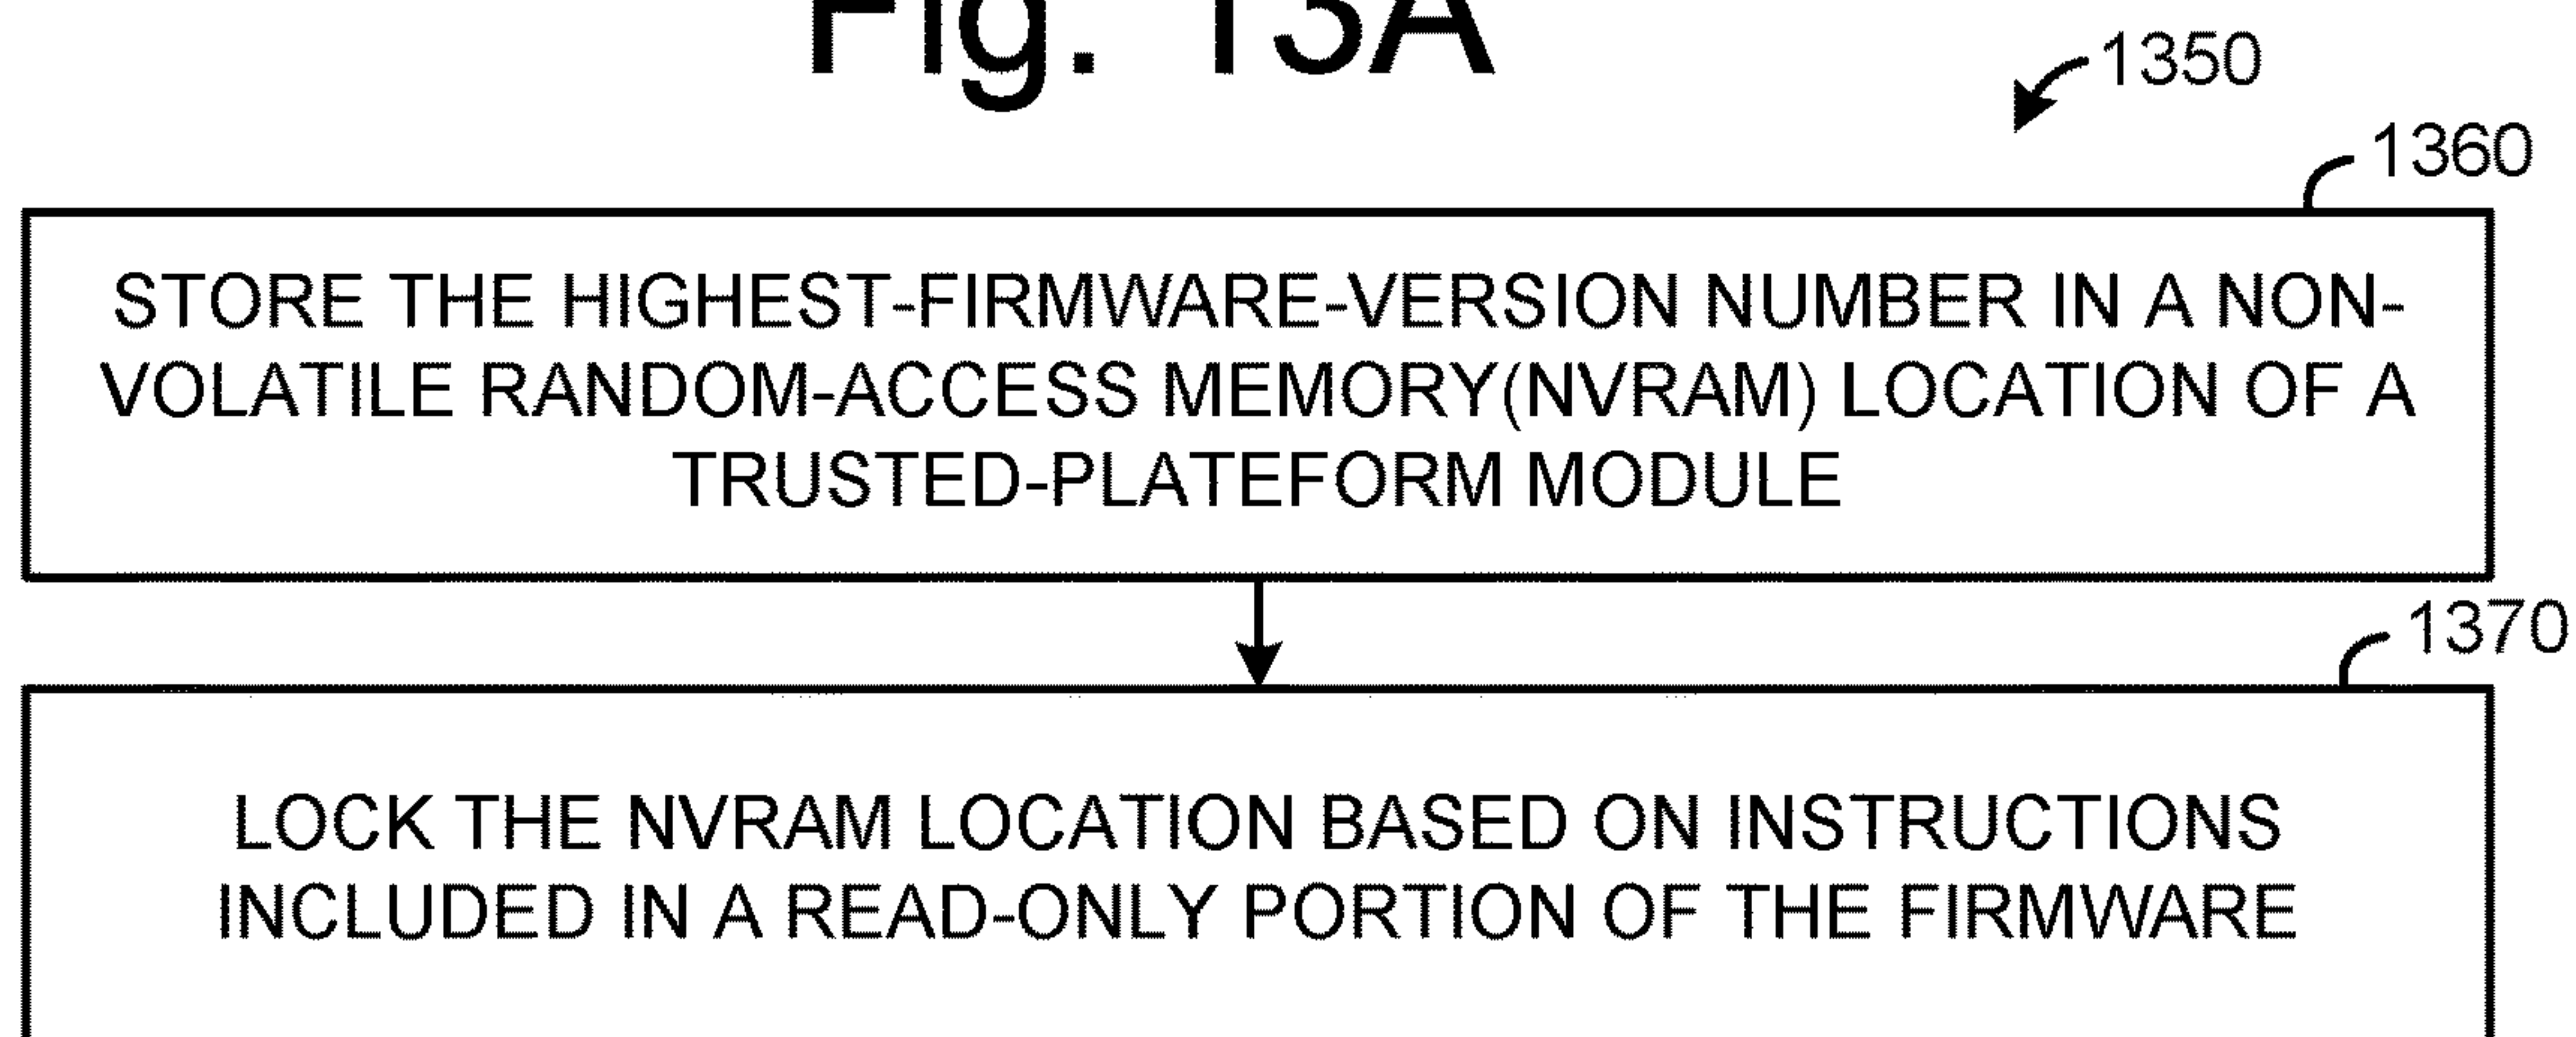 Fig. 13A
1350
1360
STORE THE HIGHEST-FIRMWARE-VERSION NUMBER IN A NON-
VOLATILE RANDOM-ACCESS MEMORY(NVRAM) LOCATION OF A
TRUSTED-PLATEFORM MODULE
1370
LOCK THE NVRAM LOCATION BASED ON INSTRUCTIONS
INCLUDED IN A READ-ONLY PORTION OF THE FIRMWARE